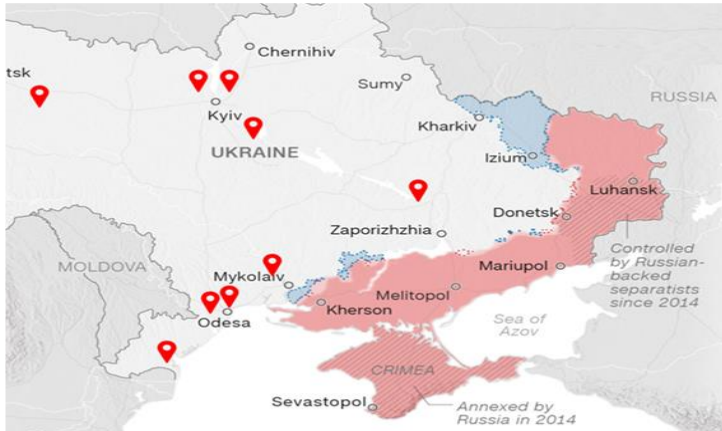 Chernihiv
tsk
Sumy
RUSSIA
Kyiv
Kharkiv
UKRAINE
Izium
Luhansk
Donetsk
Zaporizhzhia
Controlled
by Russian-
backed
separatists
since 2014
MOLDOVA
Mykolaiv
Mariupol
Melitopol
Kherson
Odesa
Sea of
Azov
CRIMEA
Sevastopol
Annexed by
Russia in 2014